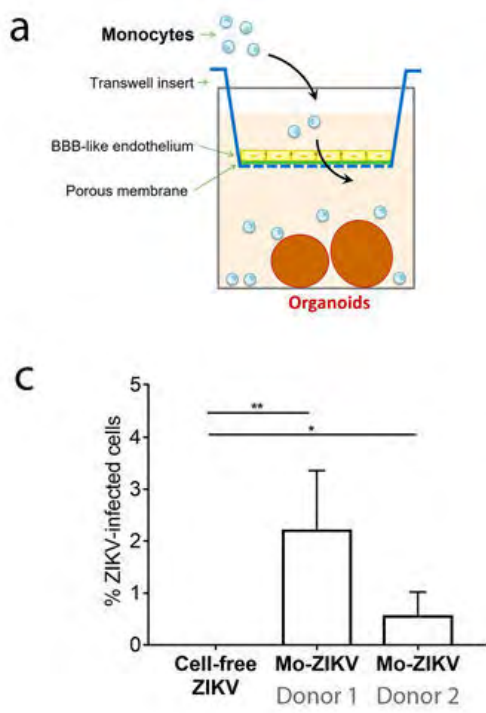 a
Monocytes
Transwell insert
BBB-like endothelium
Porous membrane
Organoids
c
% ZIKV-infected cells
5
4
3
2
1
0
**
*
Cell-free
ZIKV
Mo-ZIKV
Donor 1
Mo-ZIKV
Donor 2